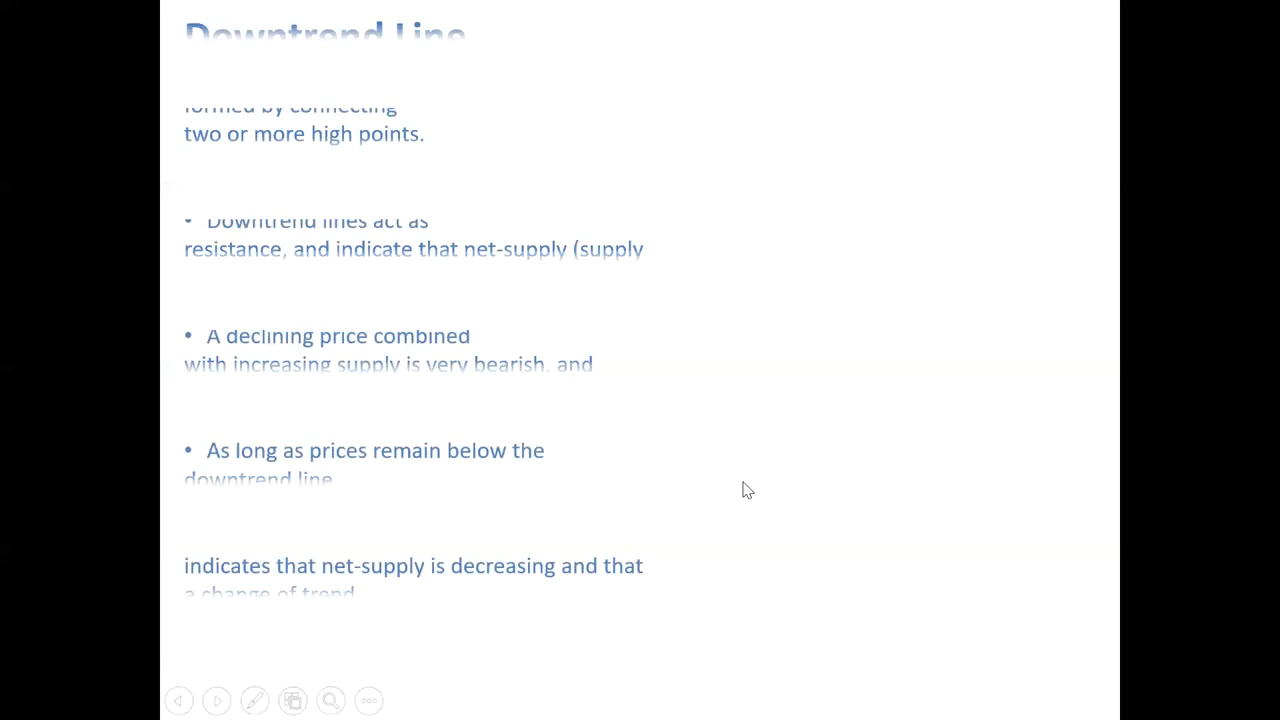 Downtrend Line
formed by connecting
two or more high points.
• Downtrend lines act as
resistance, and indicate that net-supply (supply
• A declining price combined
with increasing supply is very bearish, and
• As long as prices remain below the
downtrend line
indicates that net-supply is decreasing and that
a change of trend